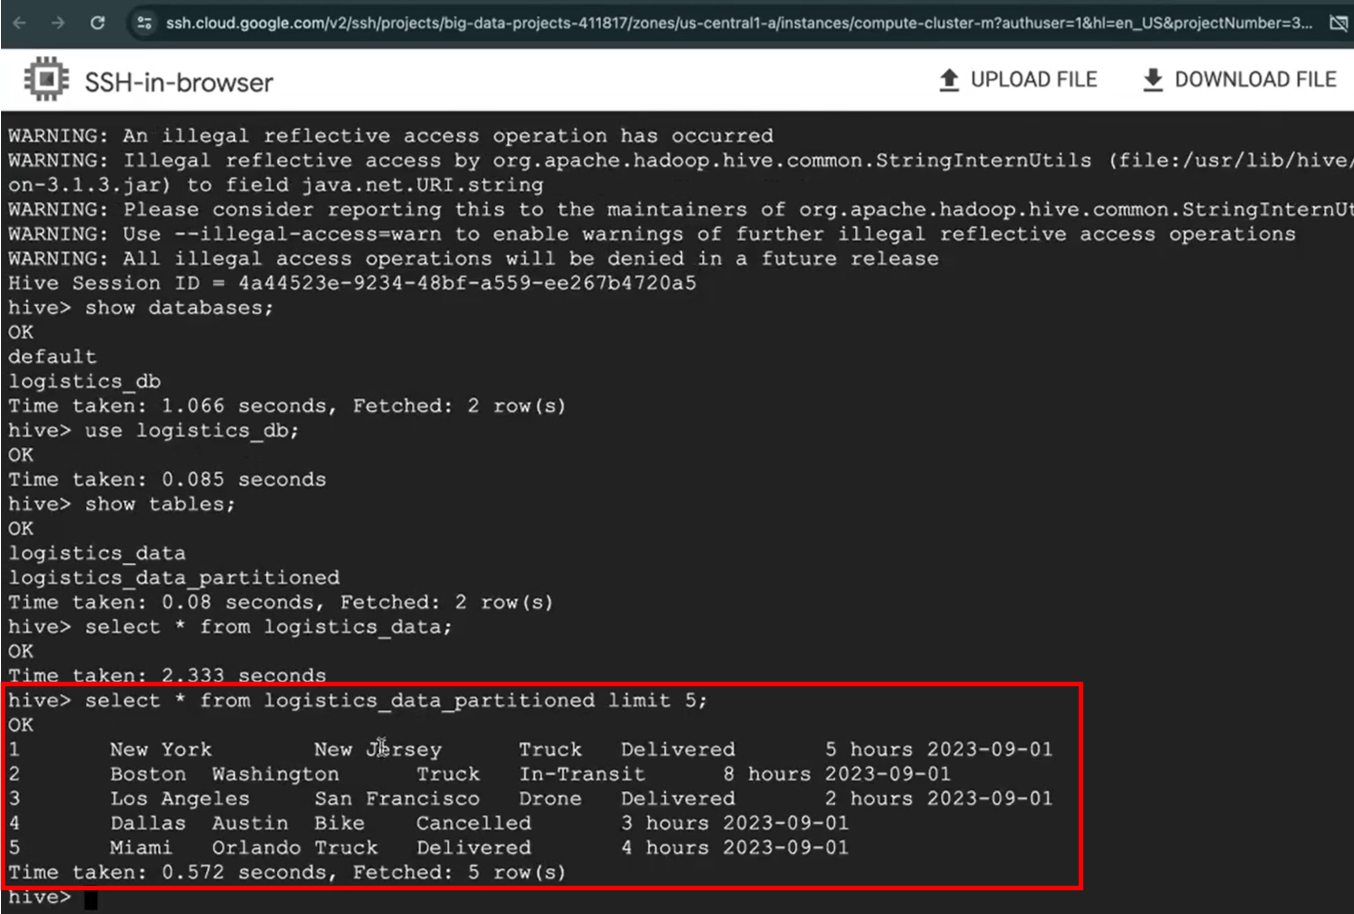 ssh.cloud.google.com/v2/ssh/projects/big-data-projects-411817/zones/us-central1-a/instances/compute-cluster-m?authuser=1&hl=en_US&projectNumber=3...
SSH-in-browser
UPLOAD FILE
DOWNLOAD FILE
WARNING: An illegal reflective access operation has occurred
WARNING: Illegal reflective access by org.apache.hadoop.hive.common.StringInternUtils (file:/usr/lib/hive/
on-3.1.3.jar) to field java.net.URI.string
WARNING: Please consider reporting this to the maintainers of org.apache.hadoop.hive.common.StringInternUt
WARNING: Use --illegal-access=warn to enable warnings of further illegal reflective access operations
WARNING: All illegal access operations will be denied in a future release
Hive Session ID = 4a44523e-9234-48bf-a559-ee267b4720a5
hive> show databases;
OK
default
logistics_db
Time taken: 1.066 seconds, Fetched: 2 row(s)
hive> use logistics_db;
OK
Time taken: 0.085 seconds
hive> show tables;
OK
logistics_data
logistics_data_partitioned
Time taken: 0.08 seconds, Fetched: 2 row(s)
hive> select * from logistics_data;
OK
Time taken: 2.333 seconds
hive> select * from logistics_data_partitioned limit 5;
OK
1 New York New Jersey Truck Delivered 5 hours 2023-09-01
2 Boston Washington Truck In-Transit 8 hours 2023-09-01
3 Los Angeles San Francisco Drone Delivered 2 hours 2023-09-01
4 Dallas Austin Bike Cancelled 3 hours 2023-09-01
5 Miami Orlando Truck Delivered 4 hours 2023-09-01
Time taken: 0.572 seconds, Fetched: 5 row(s)
hive>